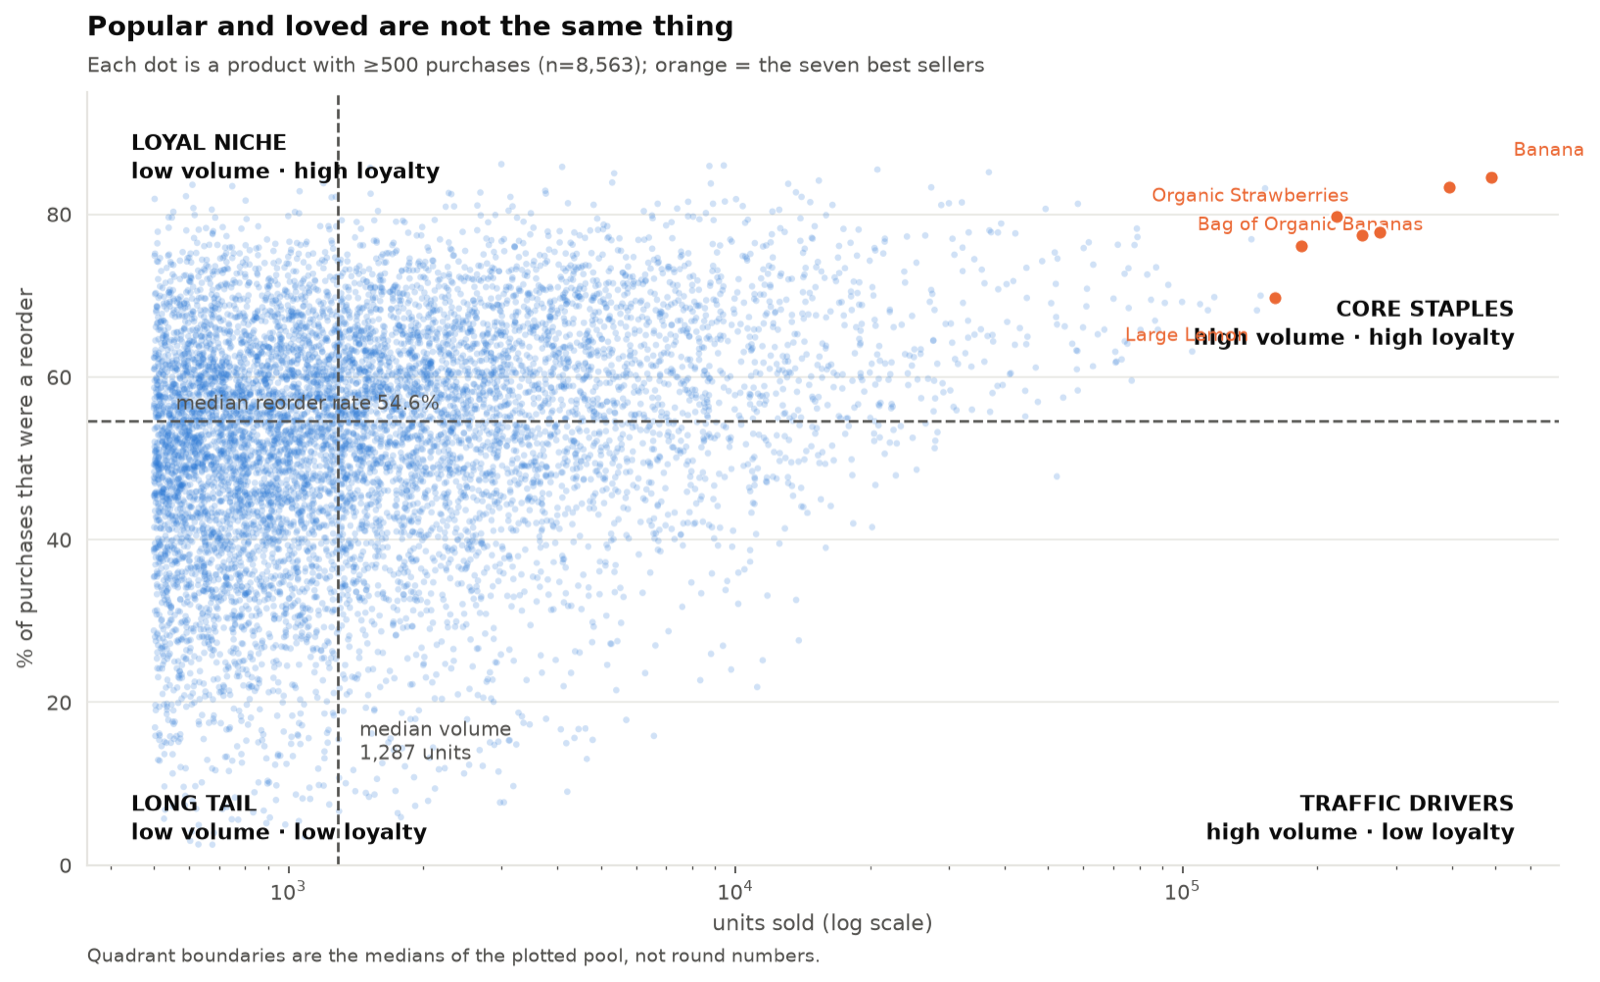 Popular and loved are not the same thing
Each dot is a product with ≥500 purchases (n=8,563); orange = the seven best sellers
LOYAL NICHE
low volume · high loyalty
Banana
Organic Strawberries
Bag of Organic Bananas
CORE STAPLES
high volume · high loyalty
Large Lemon
median reorder rate 54.6%
median volume
1,287 units
LONG TAIL
low volume · low loyalty
TRAFFIC DRIVERS
high volume · low loyalty
% of purchases that were a reorder
80
60
40
20
0
10³
10⁴
10⁵
units sold (log scale)
Quadrant boundaries are the medians of the plotted pool, not round numbers.